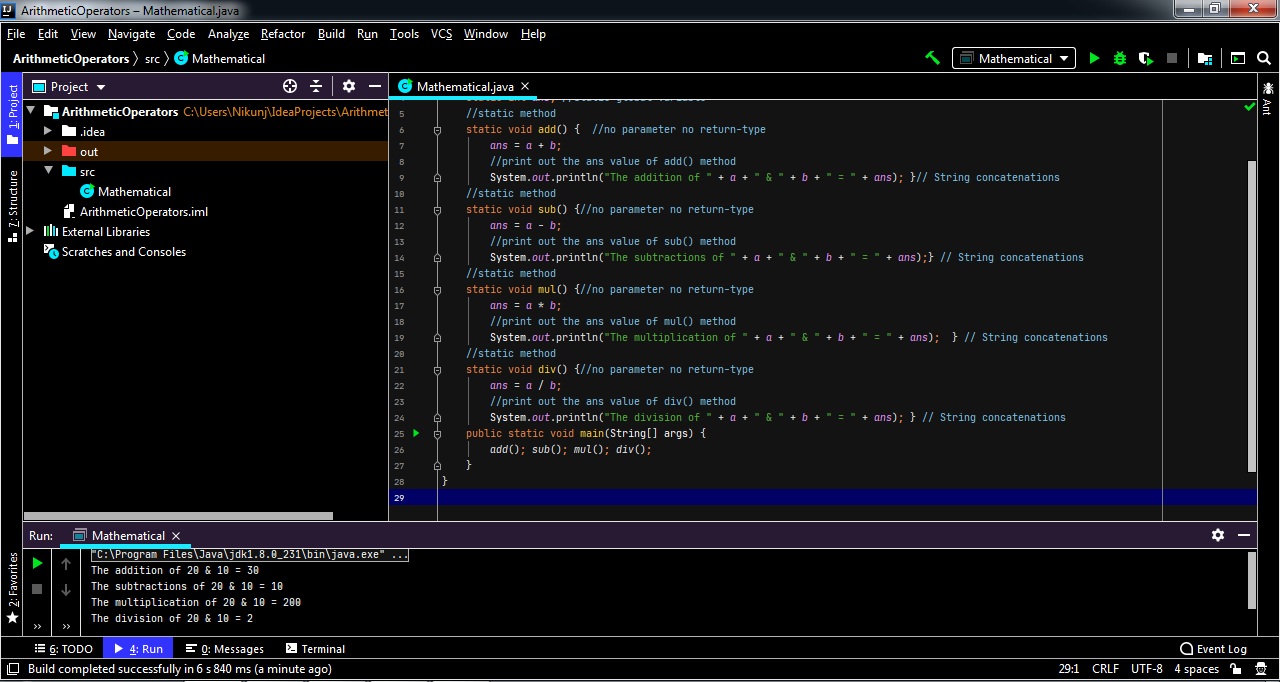 ArithmeticOperators – Mathematical.java
File Edit View Navigate Code Analyze Refactor Build Run Tools VCS Window Help
ArithmeticOperators src Mathematical
Mathematical
1: Project
7: Structure
2: Favorites
Ant
Project
ArithmeticOperators C:\Users\Nikunj\IdeaProjects\Arithmet
.idea
out
src
Mathematical
ArithmeticOperators.iml
External Libraries
Scratches and Consoles
Mathematical.java
5 //static method
6 static void add() { //no parameter no return-type
7 ans = a + b;
8 //print out the ans value of add() method
9 System.out.println("The addition of " + a + " & " + b + " = " + ans); }// String concatenations
10 //static method
11 static void sub() {//no parameter no return-type
12 ans = a - b;
13 //print out the ans value of sub() method
14 System.out.println("The subtractions of " + a + " & " + b + " = " + ans);} // String concatenations
15 //static method
16 static void mul() {//no parameter no return-type
17 ans = a * b;
18 //print out the ans value of mul() method
19 System.out.println("The multiplication of " + a + " & " + b + " = " + ans); } // String concatenations
20 //static method
21 static void div() {//no parameter no return-type
22 ans = a / b;
23 //print out the ans value of div() method
24 System.out.println("The division of " + a + " & " + b + " = " + ans); } // String concatenations
25 public static void main(String[] args) {
26 add(); sub(); mul(); div();
27 }
28 }
29
Run: Mathematical
"C:\Program Files\Java\jdk1.8.0_231\bin\java.exe" ...
The addition of 20 & 10 = 30
The subtractions of 20 & 10 = 10
The multiplication of 20 & 10 = 200
The division of 20 & 10 = 2
6: TODO 4: Run 0: Messages Terminal Event Log
Build completed successfully in 6 s 840 ms (a minute ago) 29:1 CRLF UTF-8 4 spaces